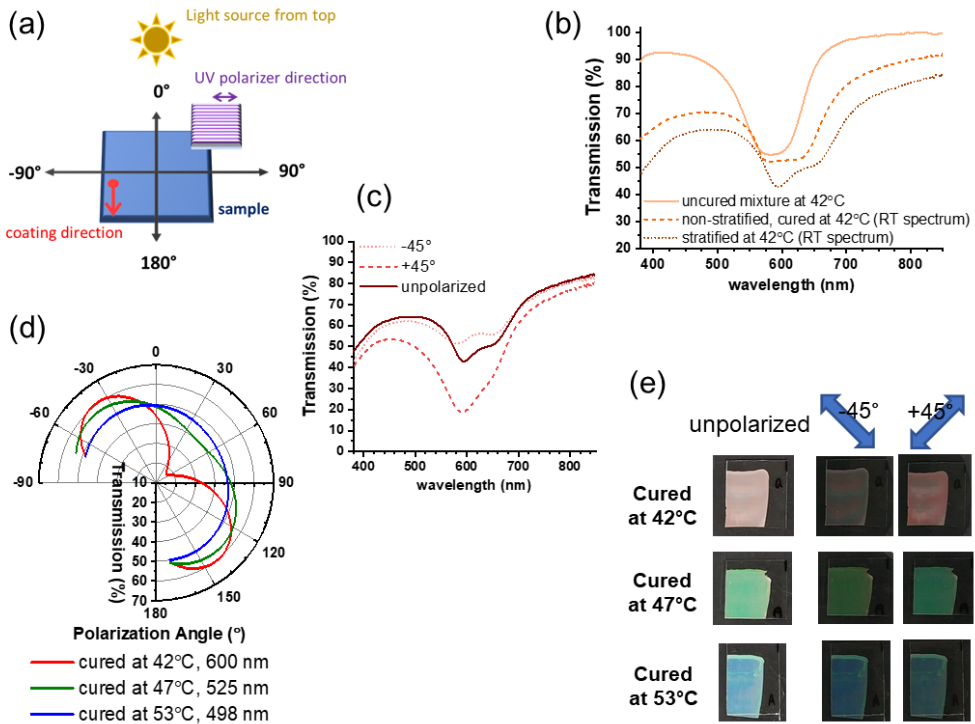 (a)
Light source from top
UV polarizer direction
0°
-90°
90°
sample
coating direction
180°
(b)
Transmission (%)
100
90
80
70
60
50
40
30
20
uncured mixture at 42°C
non-stratified, cured at 42°C (RT spectrum)
stratified at 42°C (RT spectrum)
400 500 600 700 800
wavelength (nm)
(c)
Transmission (%)
100
90
80
70
60
50
40
30
20
10
0
-45°
+45°
unpolarized
400 500 600 700 800
wavelength (nm)
(d)
0
-30
30
-60
60
-90
90
120
150
180
Transmission (%)
10
10
20
30
40
50
60
70
Polarization Angle (°)
cured at 42°C, 600 nm
cured at 47°C, 525 nm
cured at 53°C, 498 nm
(e)
unpolarized
-45°
+45°
Cured
at 42°C
Cured
at 47°C
Cured
at 53°C
A